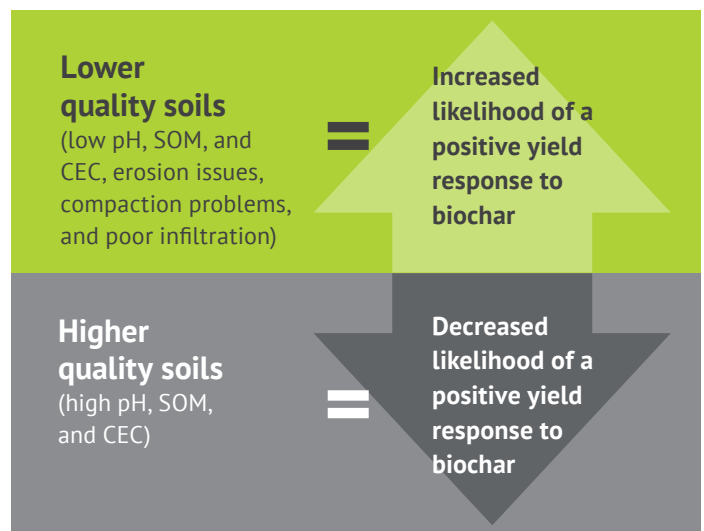 Lower
quality soils
(low pH, SOM, and
CEC, erosion issues,
compaction problems,
and poor infiltration)
=
Increased
likelihood of a
positive yield
response to
biochar
Higher
quality soils
(high pH, SOM,
and CEC)
=
Decreased
likelihood of a
positive yield
response to
biochar